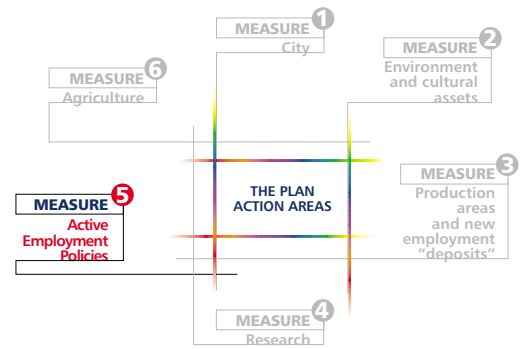 MEASURE 1
City
MEASURE 2
Environment
and cultural
assets
MEASURE 6
Agriculture
THE PLAN
ACTION AREAS
MEASURE 3
Production
areas
and new
employment
"deposits"
MEASURE 5
Active
Employment
Policies
MEASURE 4
Research